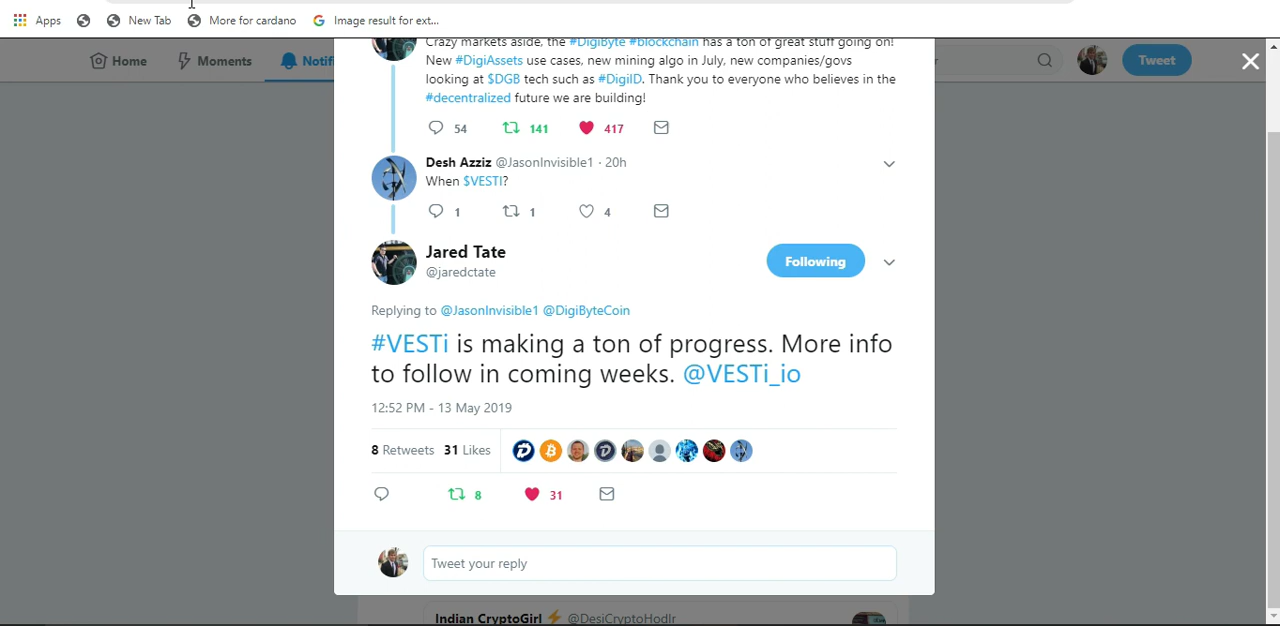 Apps New Tab More for cardano Image result for ext...
Home Moments Notifi Tweet
Crazy markets aside, the #DigiByte #blockchain has a ton of great stuff going on!
New #DigiAssets use cases, new mining algo in July, new companies/govs
looking at $DGB tech such as #DigiID. Thank you to everyone who believes in the
#decentralized future we are building!
54 141 417
Desh Azziz @JasonInvisible1 · 20h
When $VESTI?
1 1 4
Jared Tate
@jaredctate
Following
Replying to @JasonInvisible1 @DigiByteCoin
#VESTi is making a ton of progress. More info
to follow in coming weeks. @VESTi_io
12:52 PM - 13 May 2019
8 Retweets 31 Likes
8 31
Tweet your reply
Indian CryptoGirl ⚡ @DesiCryptoHodlr